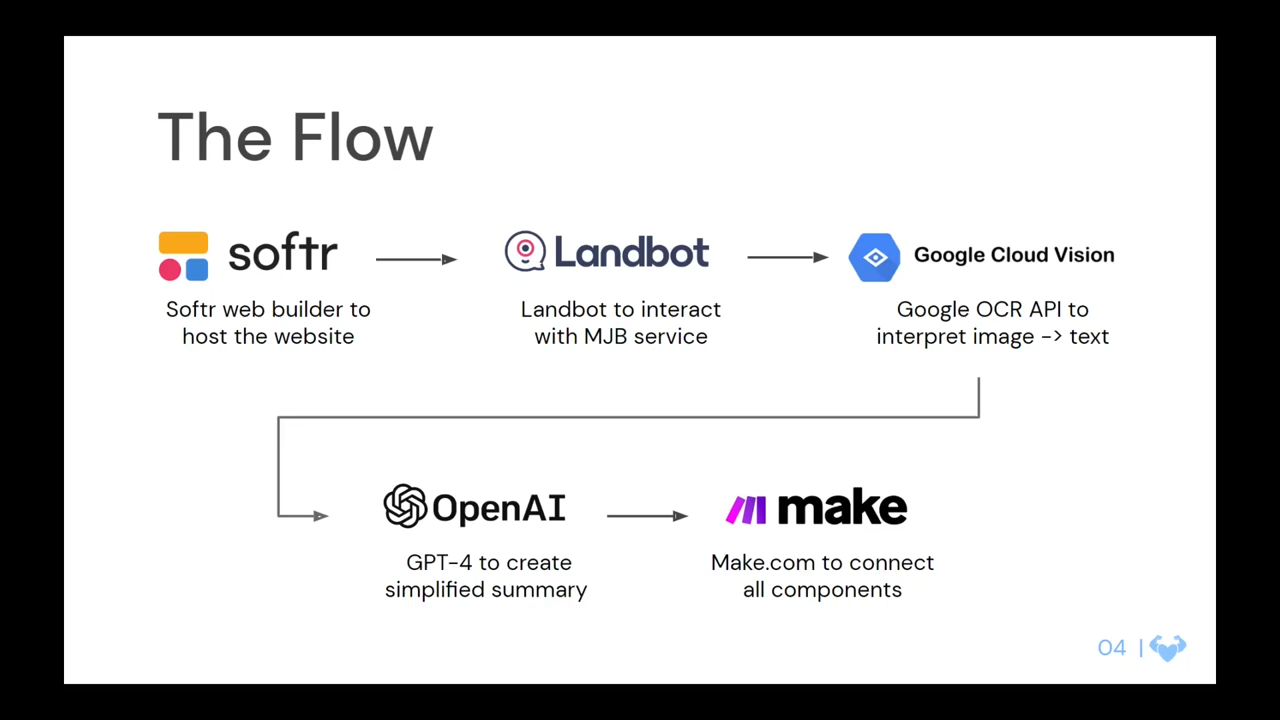 The Flow
softr
Softr web builder to
host the website
Landbot
Landbot to interact
with MJB service
Google Cloud Vision
Google OCR API to
interpret image -> text
OpenAI
GPT-4 to create
simplified summary
make
Make.com to connect
all components
04 |